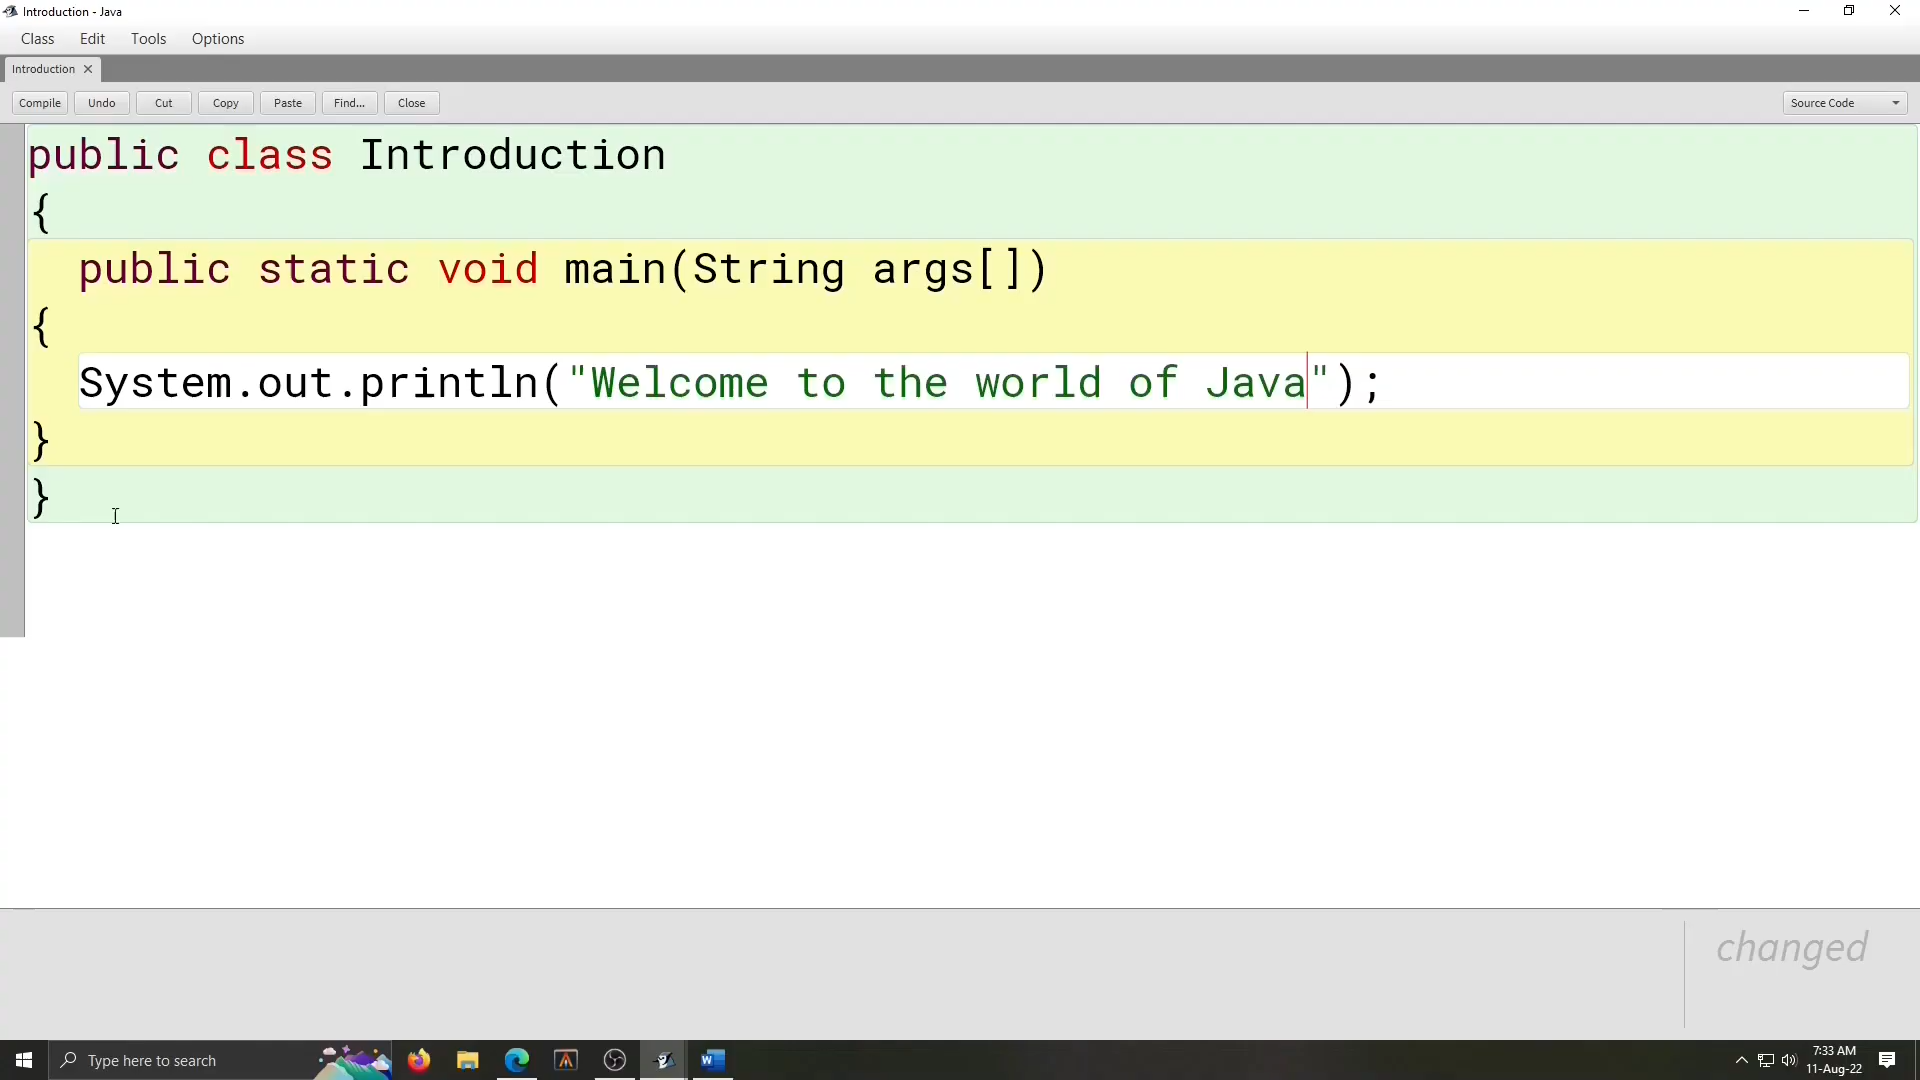 Introduction - Java
Class Edit Tools Options
Introduction
Compile Undo Cut Copy Paste Find... Close Source Code
public class Introduction
{
public static void main(String args[])
{
System.out.println("Welcome to the world of Java");
}
}
changed
Type here to search
7:33 AM
11-Aug-22